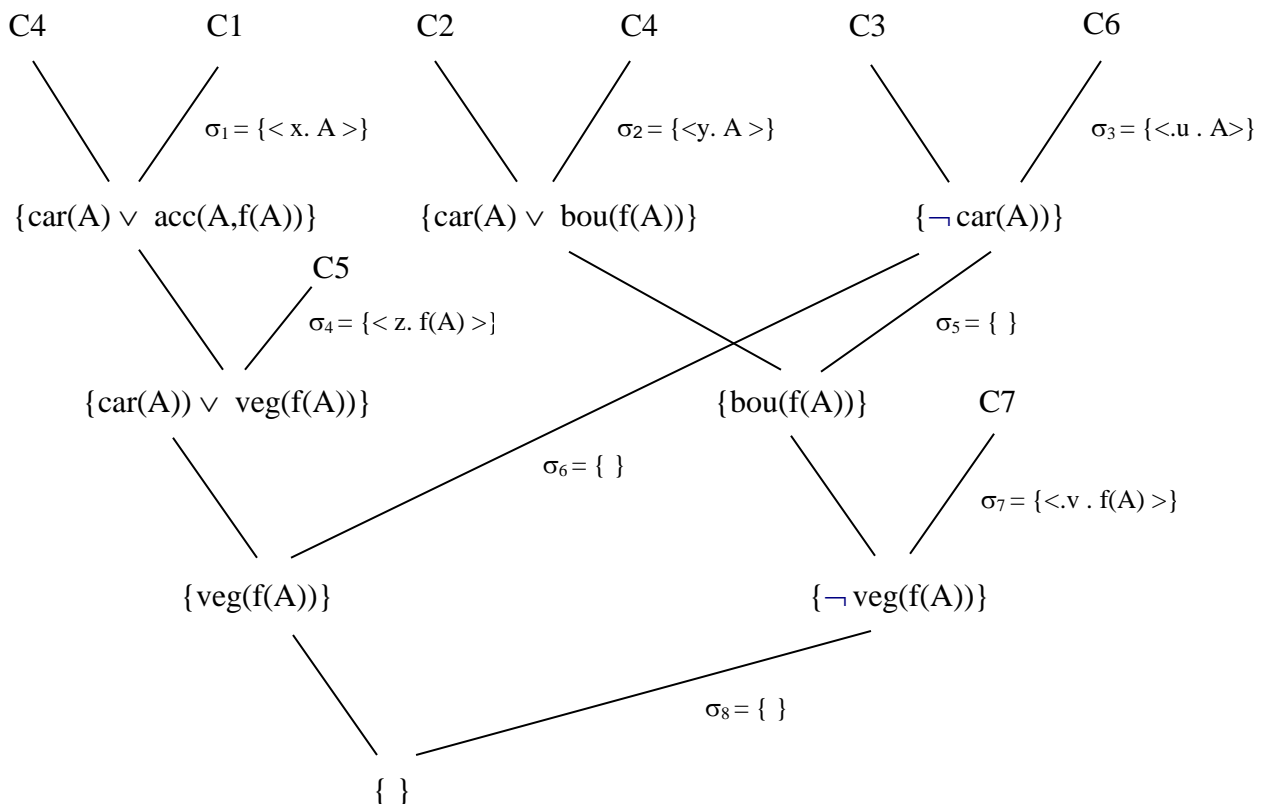 C4 C1 C2 C4 C3 C6
σ₁ = {< x. A >} σ₂ = {<y. A >} σ₃ = {<.u . A>}
{car(A) ∨ acc(A,f(A))} {car(A) ∨ bou(f(A))} {¬ car(A))}
C5
σ₄ = {< z. f(A) >} σ₅ = { }
{car(A)) ∨ veg(f(A))} {bou(f(A))} C7
σ₆ = { }
σ₇ = {<.v . f(A) >}
{veg(f(A))} {¬ veg(f(A))}
σ₈ = { }
{ }